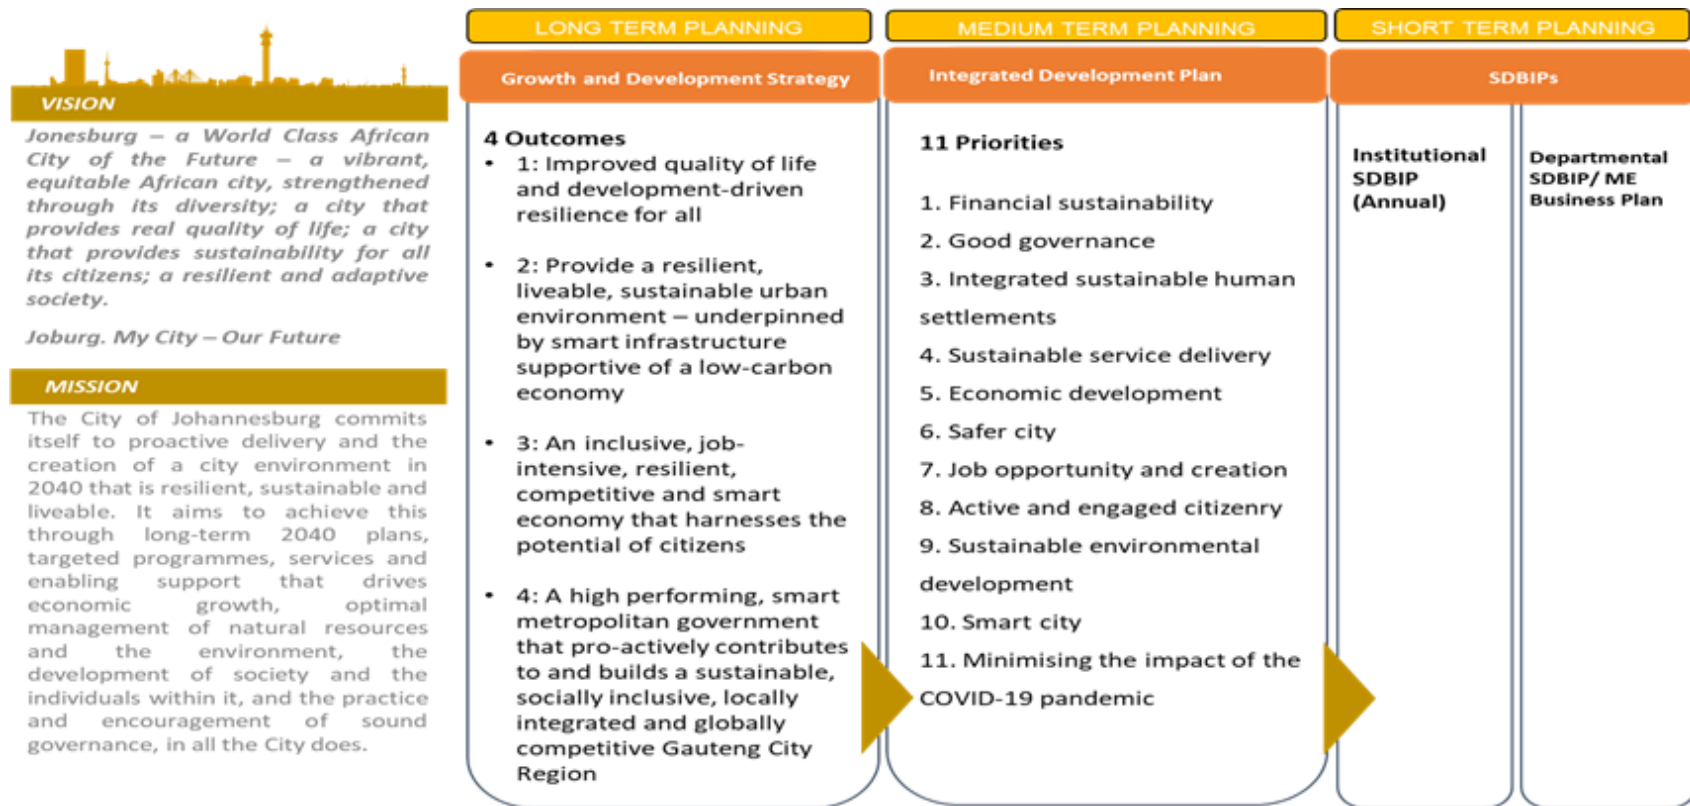 VISION
Jonesburg – a World Class African
City of the Future – a vibrant,
equitable African city, strengthened
through its diversity; a city that
provides real quality of life; a city
that provides sustainability for all
its citizens; a resilient and adaptive
society.
Joburg. My City – Our Future
MISSION
The City of Johannesburg commits
itself to proactive delivery and the
creation of a city environment in
2040 that is resilient, sustainable and
liveable. It aims to achieve this
through long-term 2040 plans,
targeted programmes, services and
enabling support that drives
economic growth, optimal
management of natural resources
and the environment, the
development of society and the
individuals within it, and the practice
and encouragement of sound
governance, in all the City does.
LONG TERM PLANNING
Growth and Development Strategy
4 Outcomes
• 1: Improved quality of life
and development-driven
resilience for all
• 2: Provide a resilient,
liveable, sustainable urban
environment – underpinned
by smart infrastructure
supportive of a low-carbon
economy
• 3: An inclusive, job-
intensive, resilient,
competitive and smart
economy that harnesses the
potential of citizens
• 4: A high performing, smart
metropolitan government
that pro-actively contributes
to and builds a sustainable,
socially inclusive, locally
integrated and globally
competitive Gauteng City
Region
MEDIUM TERM PLANNING
Integrated Development Plan
11 Priorities
1. Financial sustainability
2. Good governance
3. Integrated sustainable human
settlements
4. Sustainable service delivery
5. Economic development
6. Safer city
7. Job opportunity and creation
8. Active and engaged citizenry
9. Sustainable environmental
development
10. Smart city
11. Minimising the impact of the
COVID-19 pandemic
SHORT TERM PLANNING
SDBIPs
Institutional
SDBIP
(Annual)
Departmental
SDBIP/ ME
Business Plan